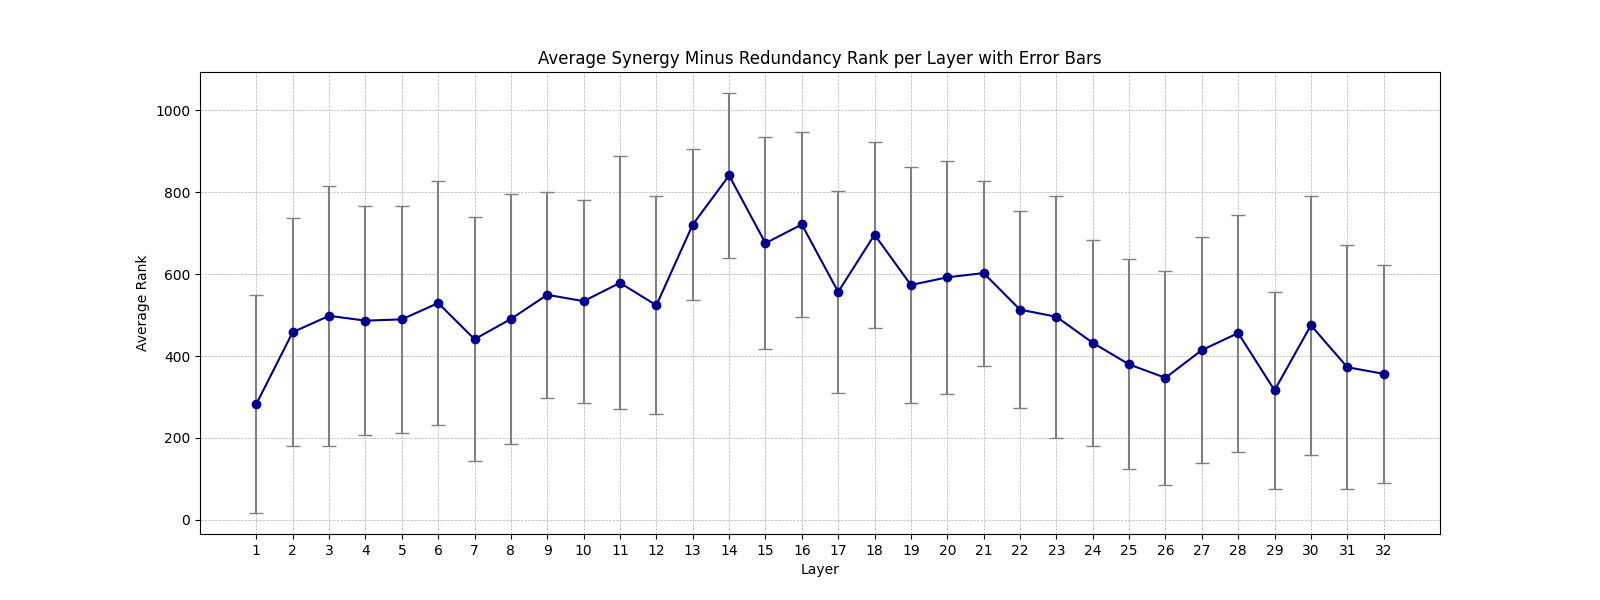 Average Synergy Minus Redundancy Rank per Layer with Error Bars
1000
800
600
400
200
0
Average Rank
1 2 3 4 5 6 7 8 9 10 11 12 13 14 15 16 17 18 19 20 21 22 23 24 25 26 27 28 29 30 31 32
Layer